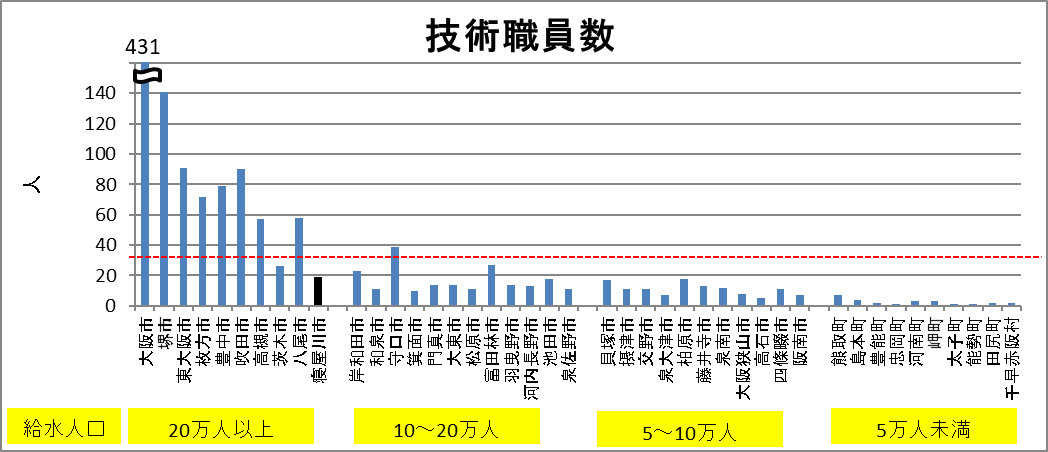 技術職員数
431
140
120
100
80
60
40
20
0
人
大阪市
堺市
東大阪市
枚方市
豊中市
吹田市
高槻市
茨木市
八尾市
寝屋川市
岸和田市
和泉市
守口市
箕面市
門真市
大東市
松原市
富田林市
羽曳野市
河内長野市
池田市
泉佐野市
貝塚市
摂津市
交野市
泉大津市
柏原市
藤井寺市
泉南市
大阪狭山市
高石市
四條畷市
阪南市
熊取町
島本町
豊能町
忠岡町
河南町
岬町
太子町
能勢町
田尻町
千早赤阪村
給水人口
20万人以上
10～20万人
5～10万人
5万人未満